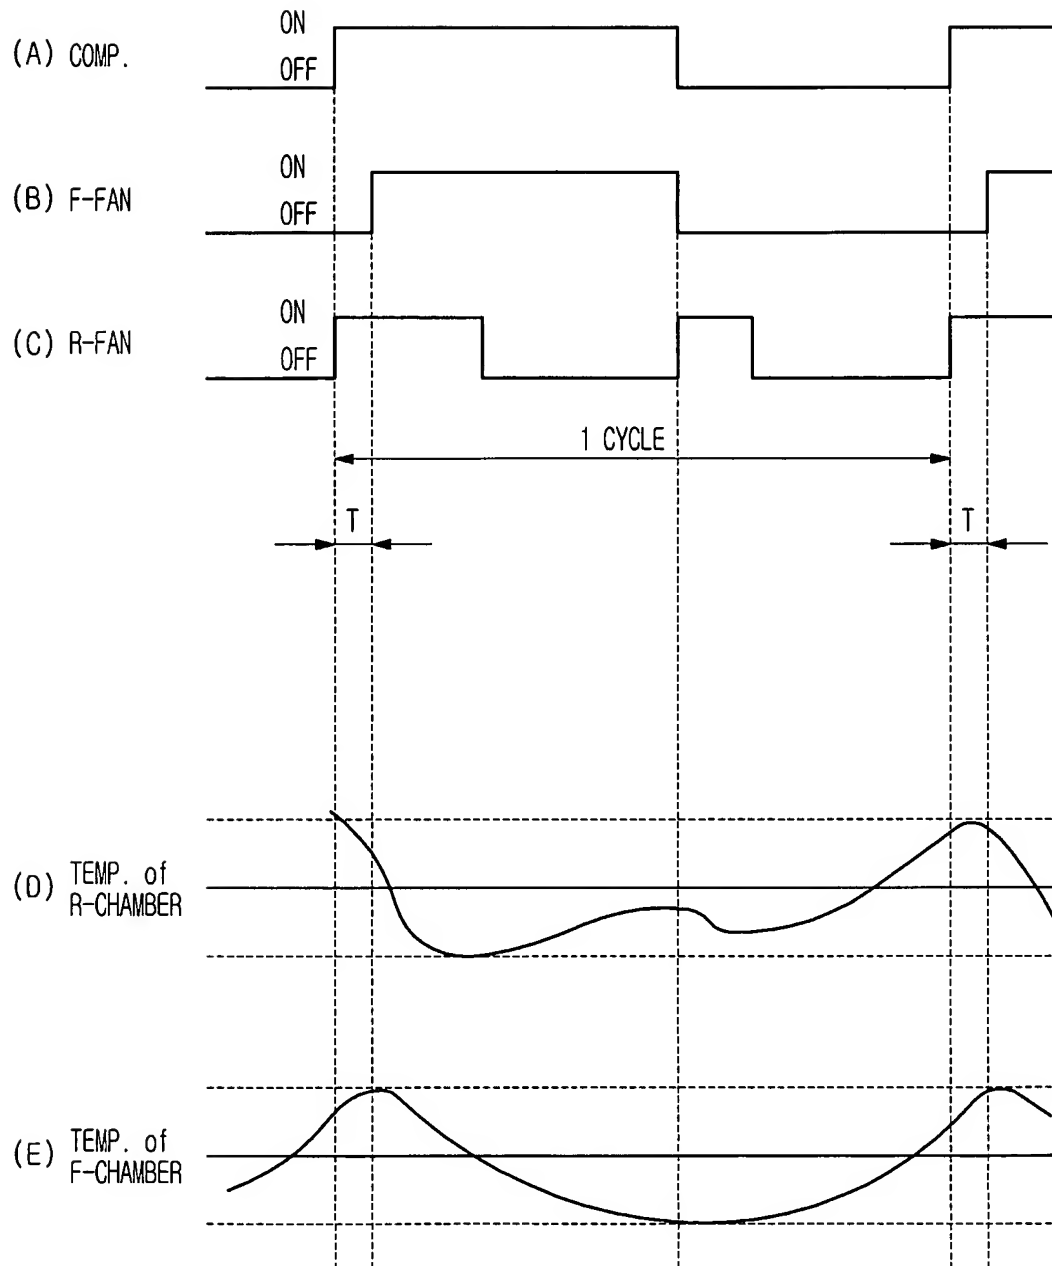 (A) COMP.
ON
OFF
(B) F-FAN
ON
OFF
(C) R-FAN
ON
OFF
1 CYCLE
T
T
(D) TEMP. of
R-CHAMBER
(E) TEMP. of
F-CHAMBER